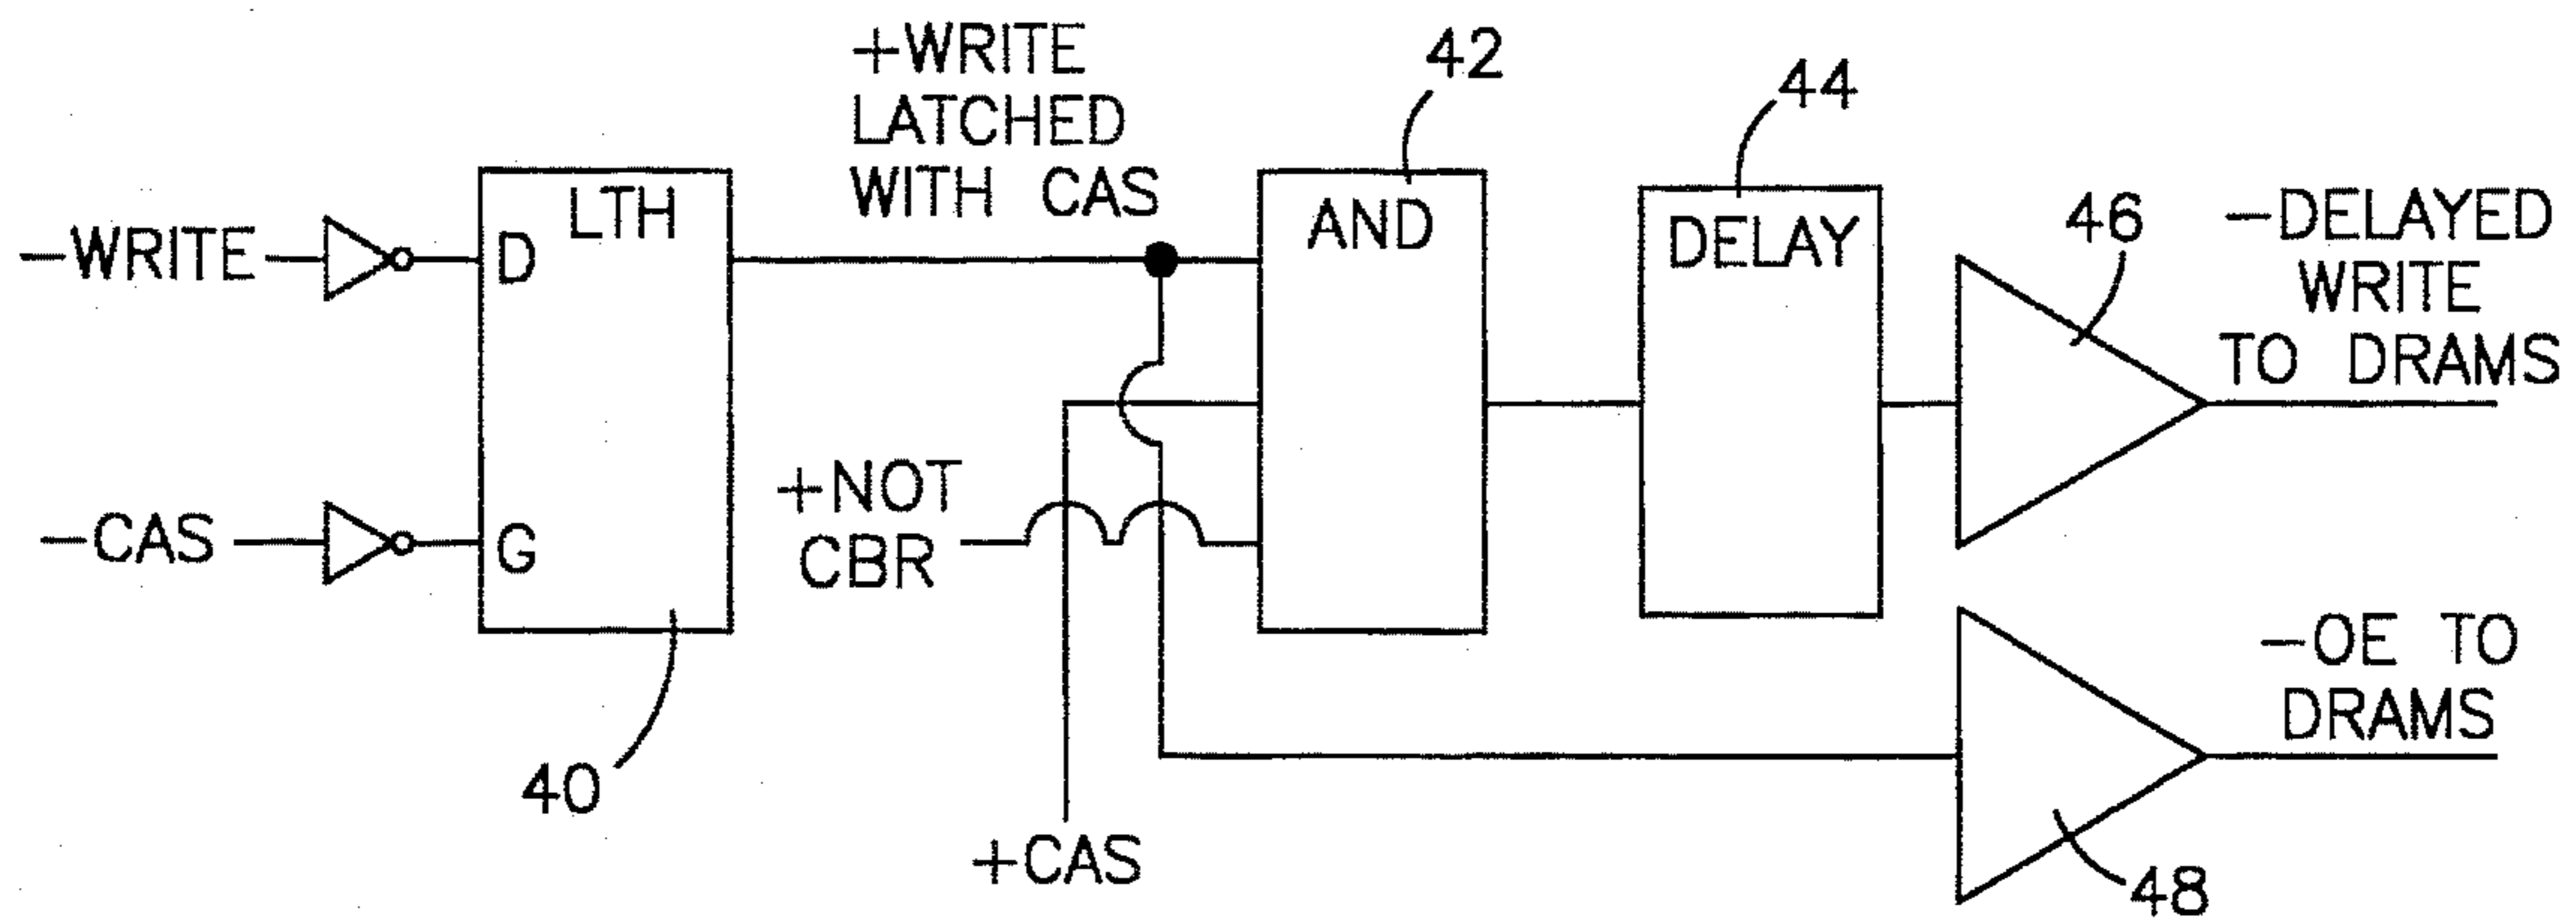 +WRITE
LATCHED
WITH CAS
42
44
46
-DELAYED
WRITE
TO DRAMS
-WRITE
D
LTH
AND
DELAY
-CAS
G
+NOT
CBR
40
+CAS
-OE TO
DRAMS
48